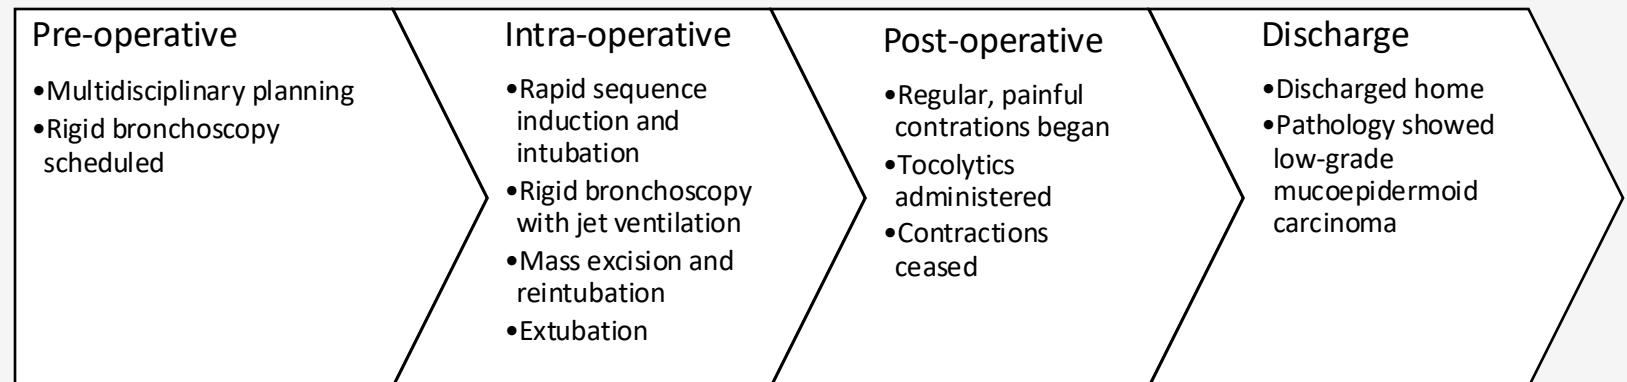 Pre-operative
•Multidisciplinary planning
•Rigid bronchoscopy
scheduled
Intra-operative
•Rapid sequence
induction and
intubation
•Rigid bronchoscopy
with jet ventilation
•Mass excision and
reintubation
•Extubation
Post-operative
•Regular, painful
contrations began
•Tocolytics
administered
•Contractions
ceased
Discharge
•Discharged home
•Pathology showed
low-grade
mucoepidermoid
carcinoma